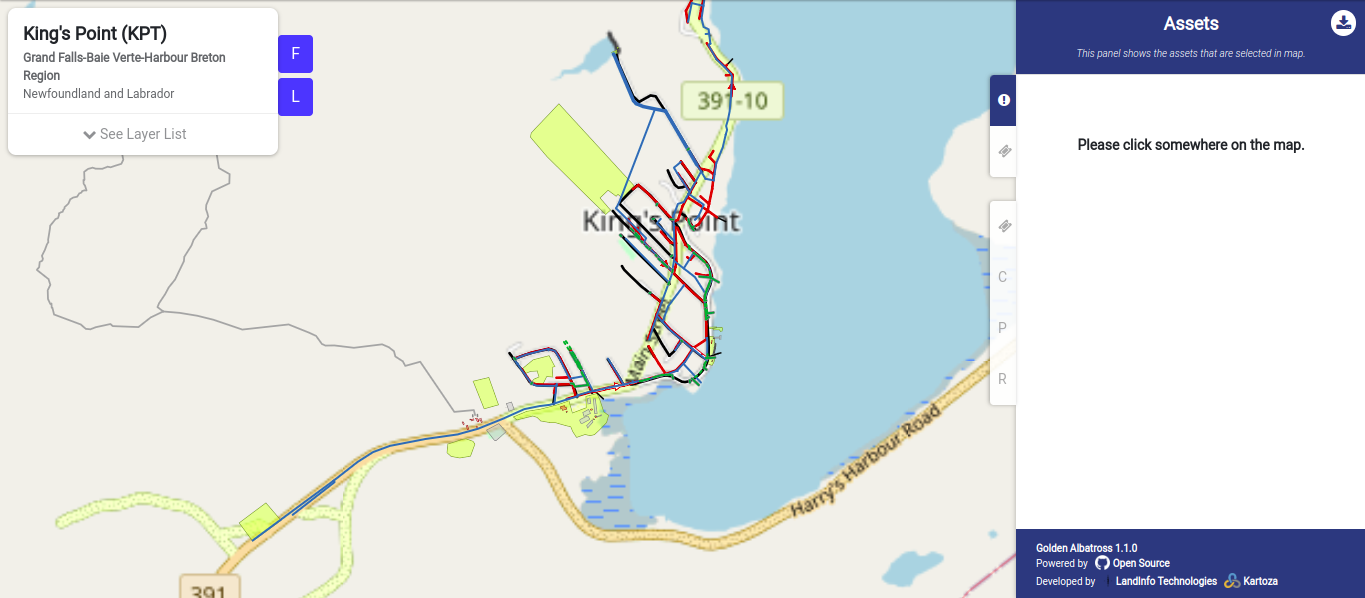 King's Point (KPT)
Grand Falls-Baie Verte-Harbour Breton
Region
Newfoundland and Labrador
See Layer List
F
L
391-10
King's Point
Main
Harry's Harbour Road
391
Assets
This panel shows the assets that are selected in map.
Please click somewhere on the map.
C
P
R
Golden Albatross 1.1.0
Powered by Open Source
Developed by LandInfo Technologies Kartoza